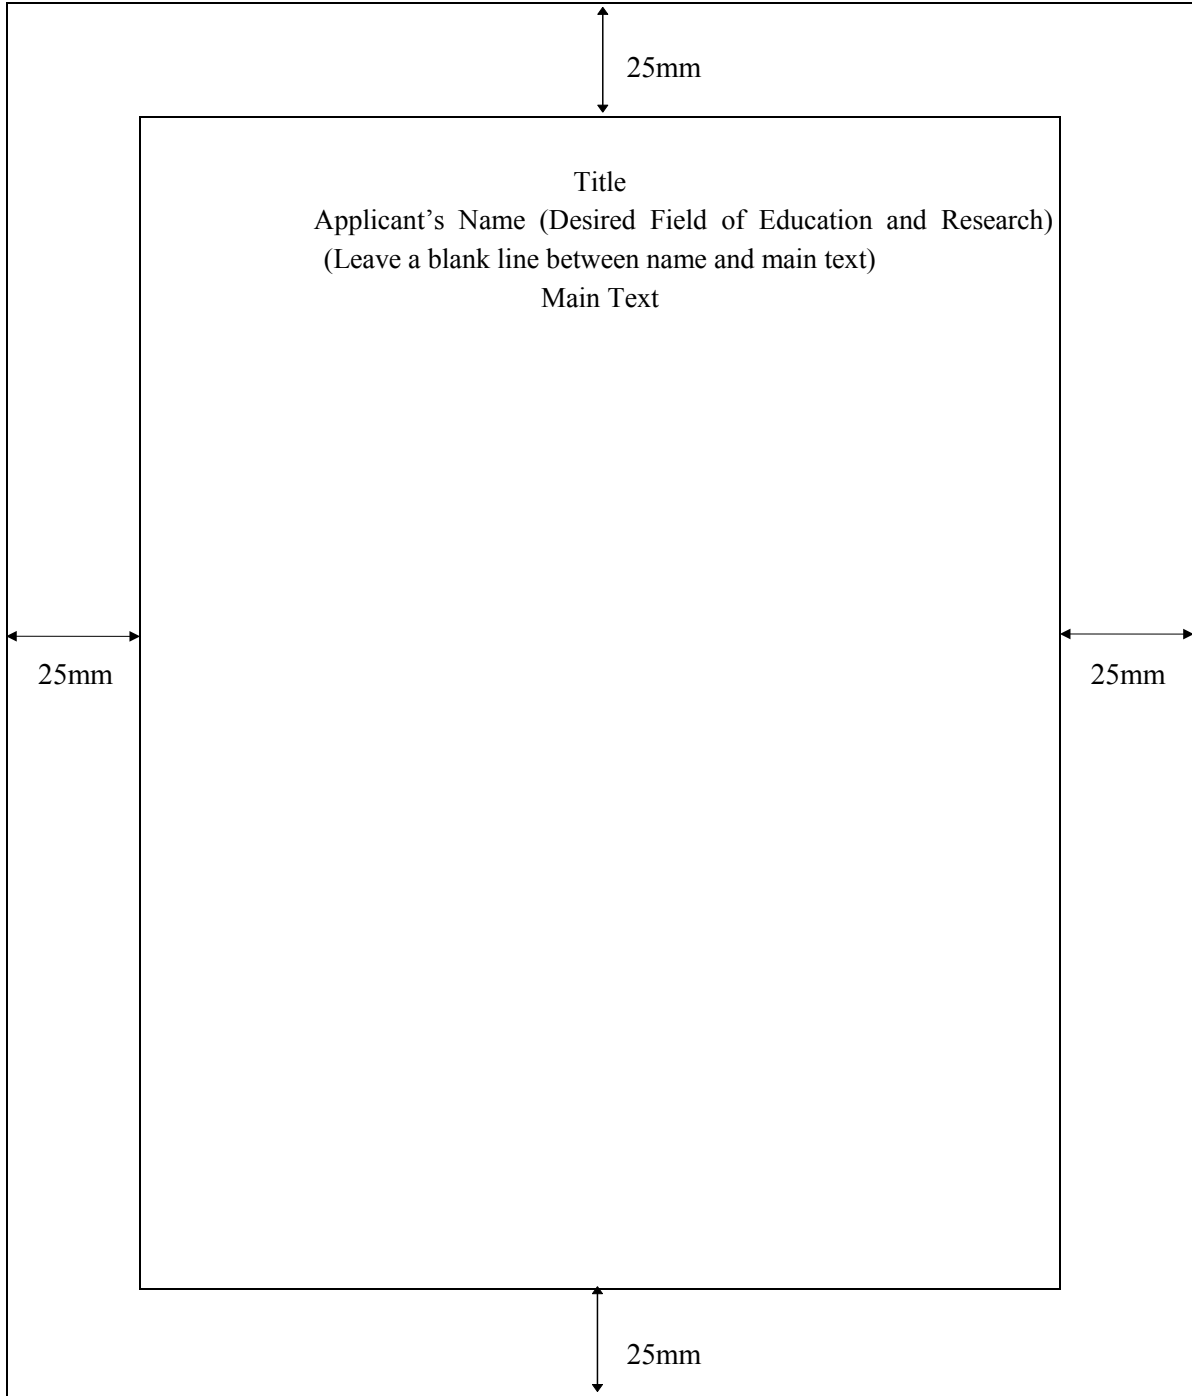 25mm
Title
Applicant’s Name (Desired Field of Education and Research)
(Leave a blank line between name and main text)
Main Text
25mm
25mm
25mm